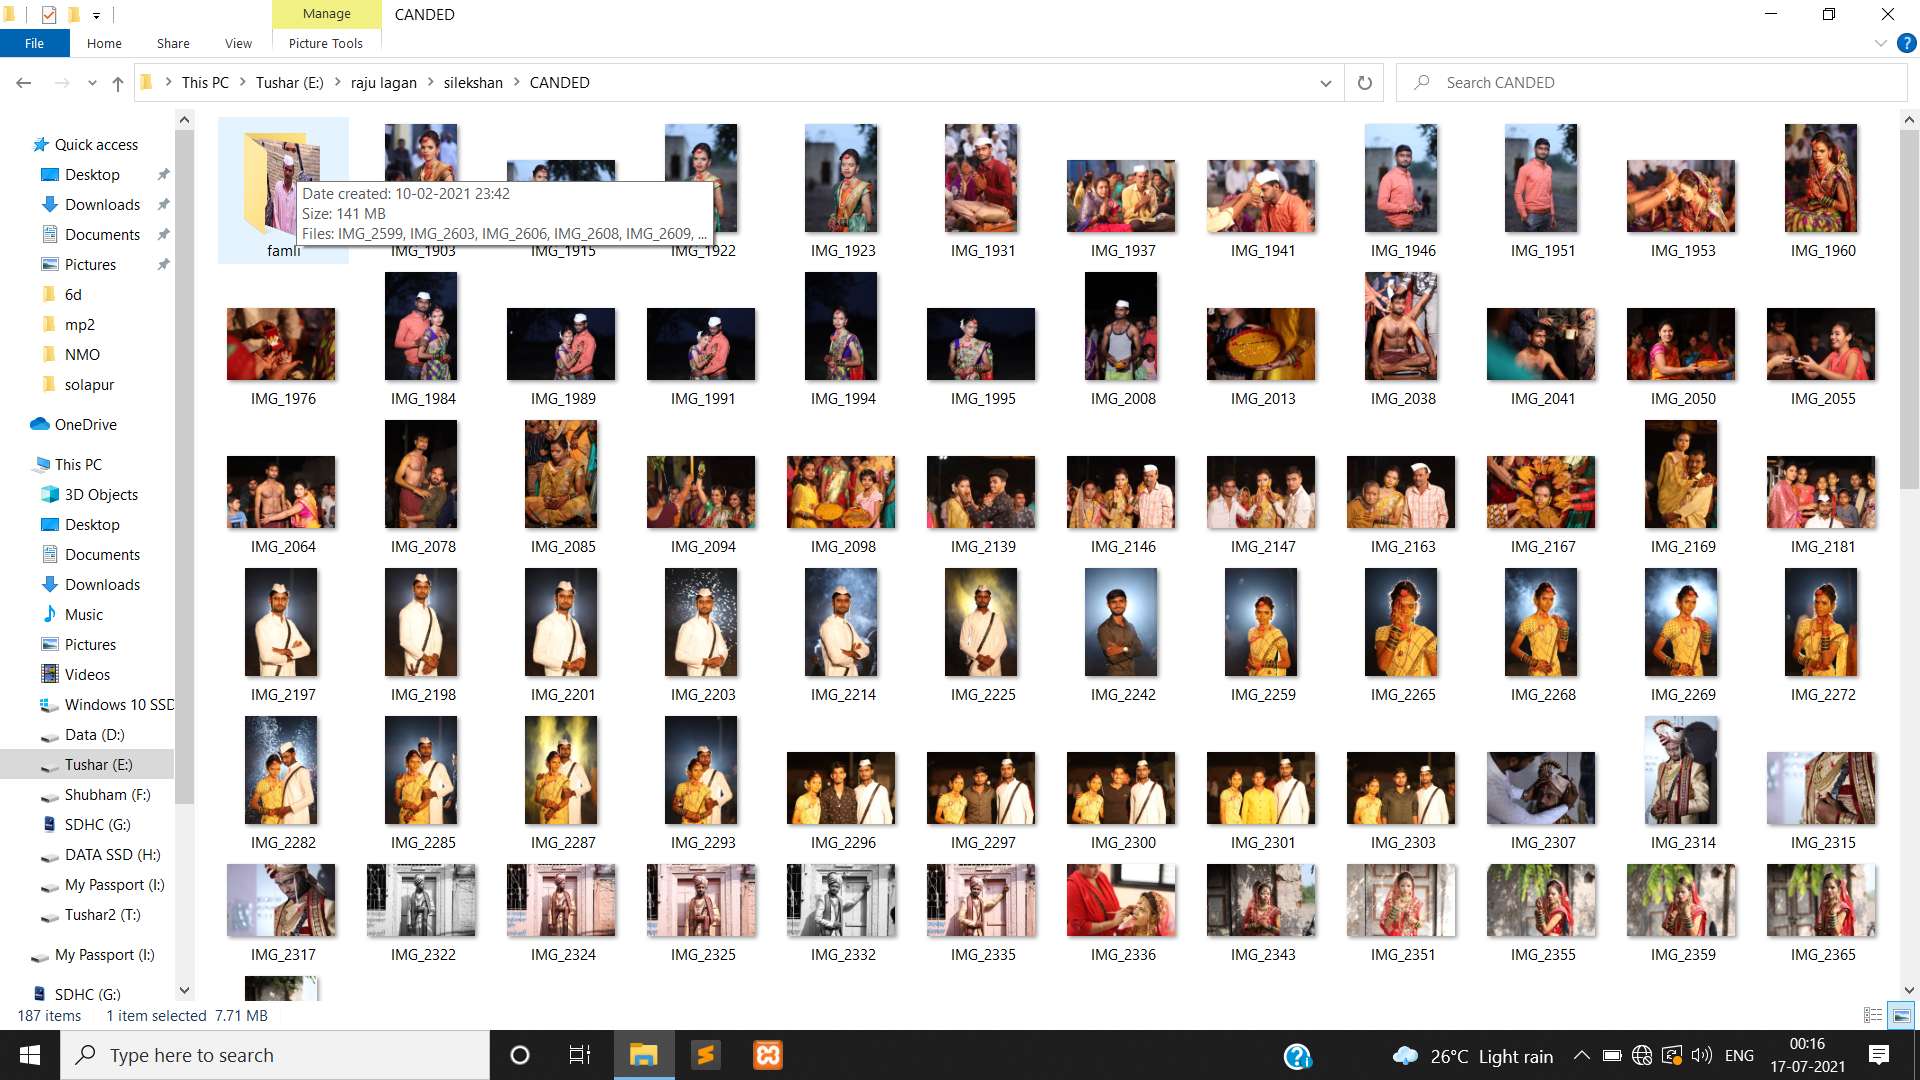 Manage
CANDED
File
Home
Share
View
Picture Tools
This PC
Tushar (E:)
raju lagan
silekshan
CANDED
Search CANDED
Quick access
Desktop
Downloads
Documents
Pictures
6d
mp2
NMO
solapur
OneDrive
This PC
3D Objects
Desktop
Documents
Downloads
Music
Pictures
Videos
Windows 10 SSD
Data (D:)
Tushar (E:)
Shubham (F:)
SDHC (G:)
DATA SSD (H:)
My Passport (I:)
Tushar2 (T:)
My Passport (I:)
SDHC (G:)
Date created: 10-02-2021 23:42
Size: 141 MB
Files: IMG_2599, IMG_2603, IMG_2606, IMG_2608, IMG_2609, ...
famli IMG_1903 IMG_1915 IMG_1922 IMG_1923 IMG_1931 IMG_1937 IMG_1941 IMG_1946 IMG_1951 IMG_1953 IMG_1960
IMG_1976 IMG_1984 IMG_1989 IMG_1991 IMG_1994 IMG_1995 IMG_2008 IMG_2013 IMG_2038 IMG_2041 IMG_2050 IMG_2055
IMG_2064 IMG_2078 IMG_2085 IMG_2094 IMG_2098 IMG_2139 IMG_2146 IMG_2147 IMG_2163 IMG_2167 IMG_2169 IMG_2181
IMG_2197 IMG_2198 IMG_2201 IMG_2203 IMG_2214 IMG_2225 IMG_2242 IMG_2259 IMG_2265 IMG_2268 IMG_2269 IMG_2272
IMG_2282 IMG_2285 IMG_2287 IMG_2293 IMG_2296 IMG_2297 IMG_2300 IMG_2301 IMG_2303 IMG_2307 IMG_2314 IMG_2315
IMG_2317 IMG_2322 IMG_2324 IMG_2325 IMG_2332 IMG_2335 IMG_2336 IMG_2343 IMG_2351 IMG_2355 IMG_2359 IMG_2365
187 items 1 item selected 7.71 MB
Type here to search
26°C Light rain
ENG
00:16
17-07-2021